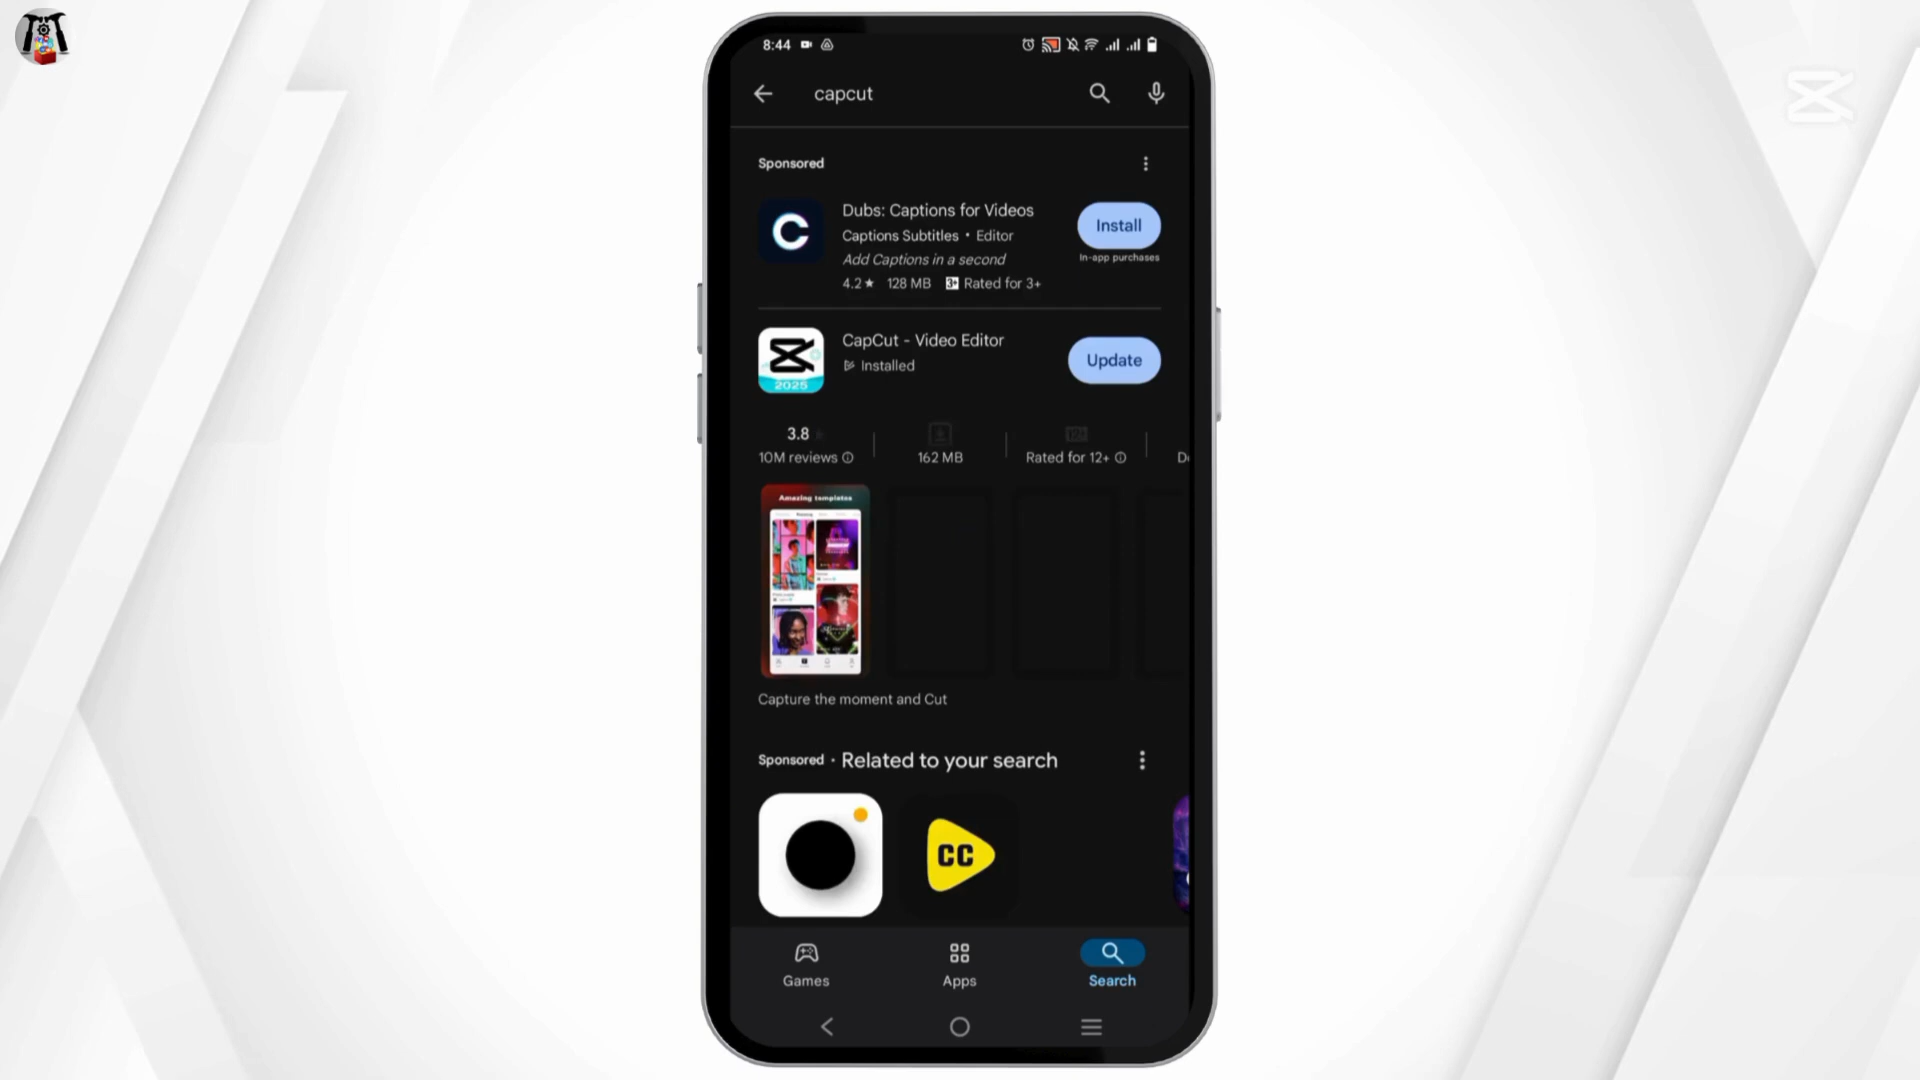 8:44
capcut
Sponsored
Dubs: Captions for Videos
Captions Subtitles • Editor
Add Captions in a second
4.2★ 128 MB 3+ Rated for 3+
Install
In-app purchases
CapCut - Video Editor
Installed
Update
2025
3.8
10M reviews
162 MB
12+
Rated for 12+
Amazing templates
Capture the moment and Cut
Sponsored • Related to your search
CC
Games
Apps
Search